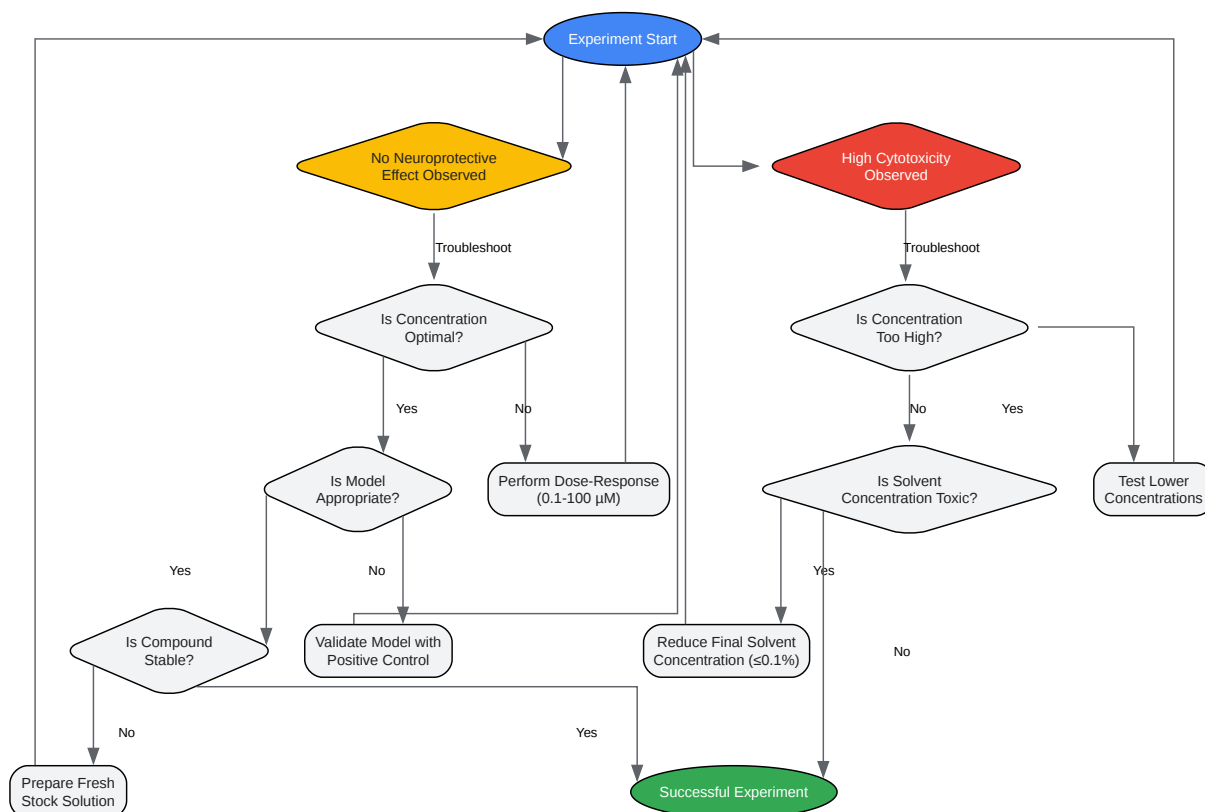 Experiment Start
No Neuroprotective
Effect Observed
High Cytotoxicity
Observed
Troubleshoot
Troubleshoot
Is Concentration
Optimal?
Is Concentration
Too High?
Yes
No
No
Yes
Is Model
Appropriate?
Perform Dose-Response
(0.1-100 µM)
Is Solvent
Concentration Toxic?
Test Lower
Concentrations
Yes
No
Yes
Is Compound
Stable?
Validate Model with
Positive Control
Reduce Final Solvent
Concentration (≤0.1%)
No
No
Yes
Prepare Fresh
Stock Solution
Successful Experiment